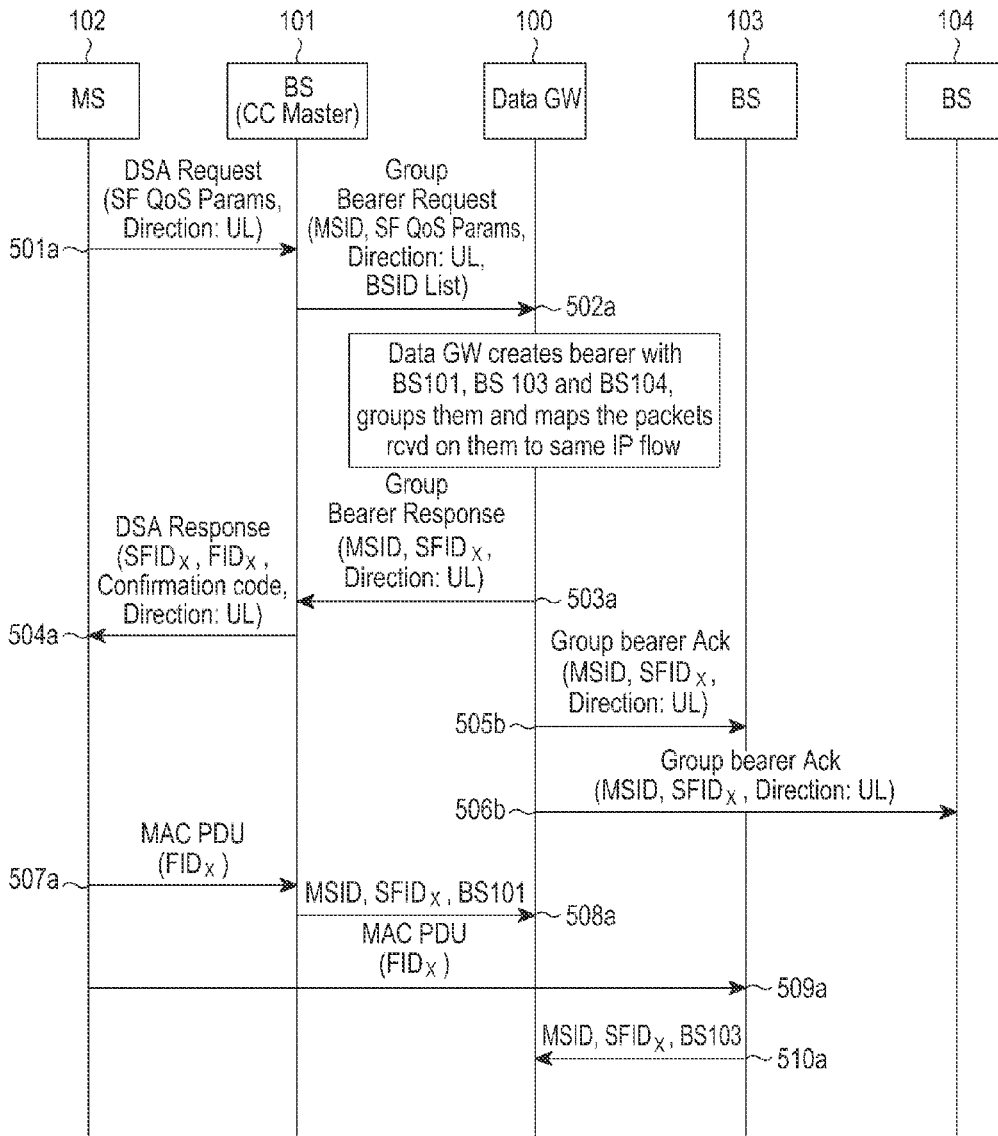 102
101
100
103
104
MS
BS
(CC Master)
Data GW
BS
BS
DSA Request
(SF QoS Params,
Direction: UL)
501a
Group
Bearer Request
(MSID, SF QoS Params,
Direction: UL,
BSID List)
502a
Data GW creates bearer with
BS101, BS 103 and BS104,
groups them and maps the packets
rcvd on them to same IP flow
Group
Bearer Response
(MSID, SFIDX,
Direction: UL)
503a
DSA Response
(SFIDX, FIDX,
Confirmation code,
Direction: UL)
504a
Group bearer Ack
(MSID, SFIDX,
Direction: UL)
505b
Group bearer Ack
(MSID, SFIDX, Direction: UL)
506b
MAC PDU
(FIDX)
507a
MSID, SFIDX, BS101
508a
MAC PDU
(FIDX)
509a
MSID, SFIDX, BS103
510a